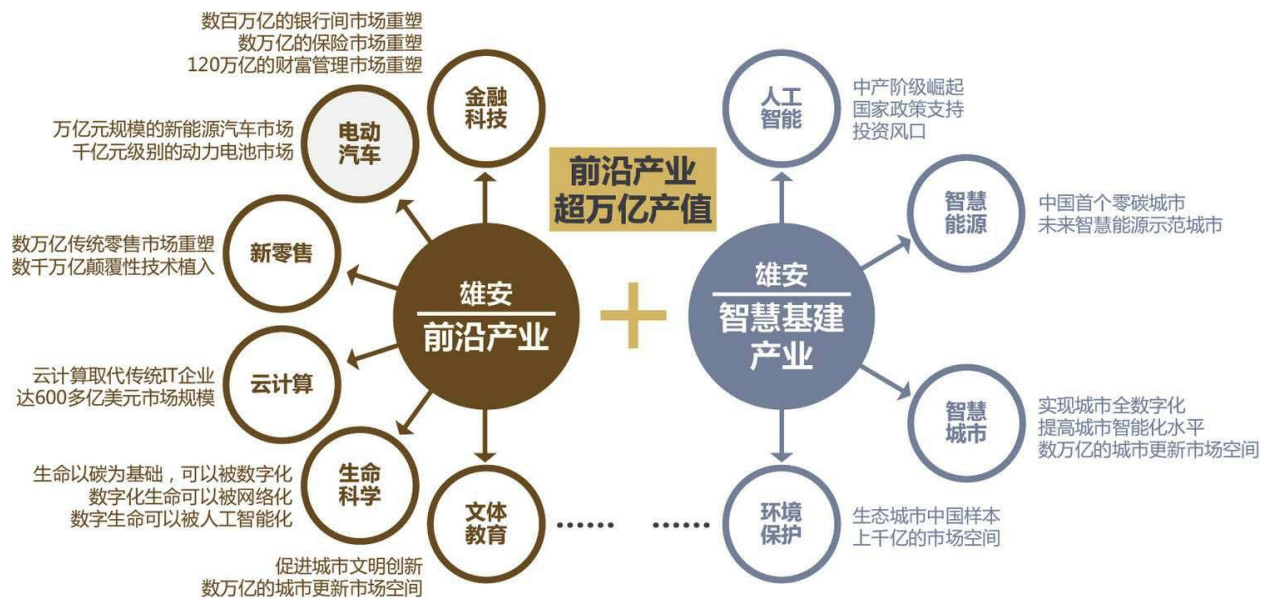 数百万亿的银行间市场重塑
数万亿的保险市场重塑
120万亿的财富管理市场重塑
金融
科技
万亿元规模的新能源汽车市场
千亿元级别的动力电池市场
电动
汽车
数万亿传统零售市场重塑
数千万亿颠覆性技术植入
新零售
云计算取代传统IT企业
达600多亿美元市场规模
云计算
生命以碳为基础，可以被数字化
数字化生命可以被网络化
数字生命可以被人工智能化
生命
科学
促进城市文明创新
数万亿的城市更新市场空间
文体
教育
雄安
前沿产业
前沿产业
超万亿产值
雄安
智慧基建
产业
人工
智能
中产阶级崛起
国家政策支持
投资风口
智慧
能源
中国首个零碳城市
未来智慧能源示范城市
智慧
城市
实现城市全数字化
提高城市智能化水平
数万亿的城市更新市场空间
环境
保护
生态城市中国样本
上千亿的市场空间